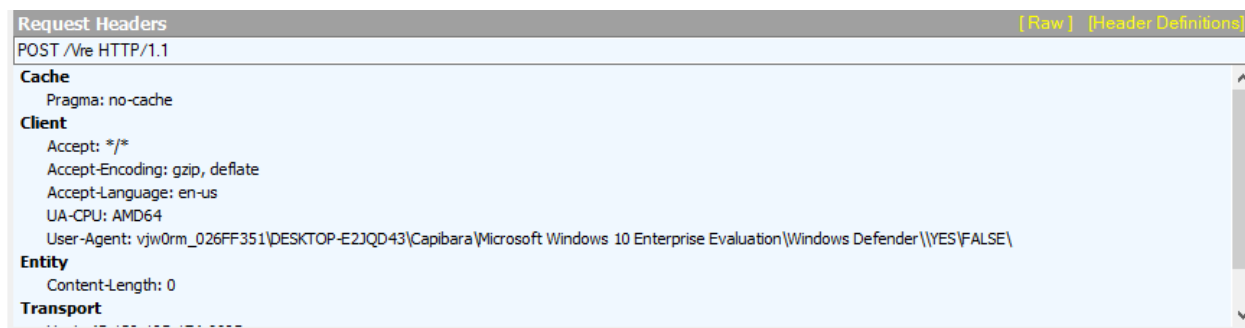 Request Headers [ Raw ] [Header Definitions]
POST /Vre HTTP/1.1
Cache
Pragma: no-cache
Client
Accept: */*
Accept-Encoding: gzip, deflate
Accept-Language: en-us
UA-CPU: AMD64
User-Agent: vjw0rm_026FF351\DESKTOP-E2JQD43\Capibara\Microsoft Windows 10 Enterprise Evaluation\Windows Defender\\YES\FALSE\
Entity
Content-Length: 0
Transport